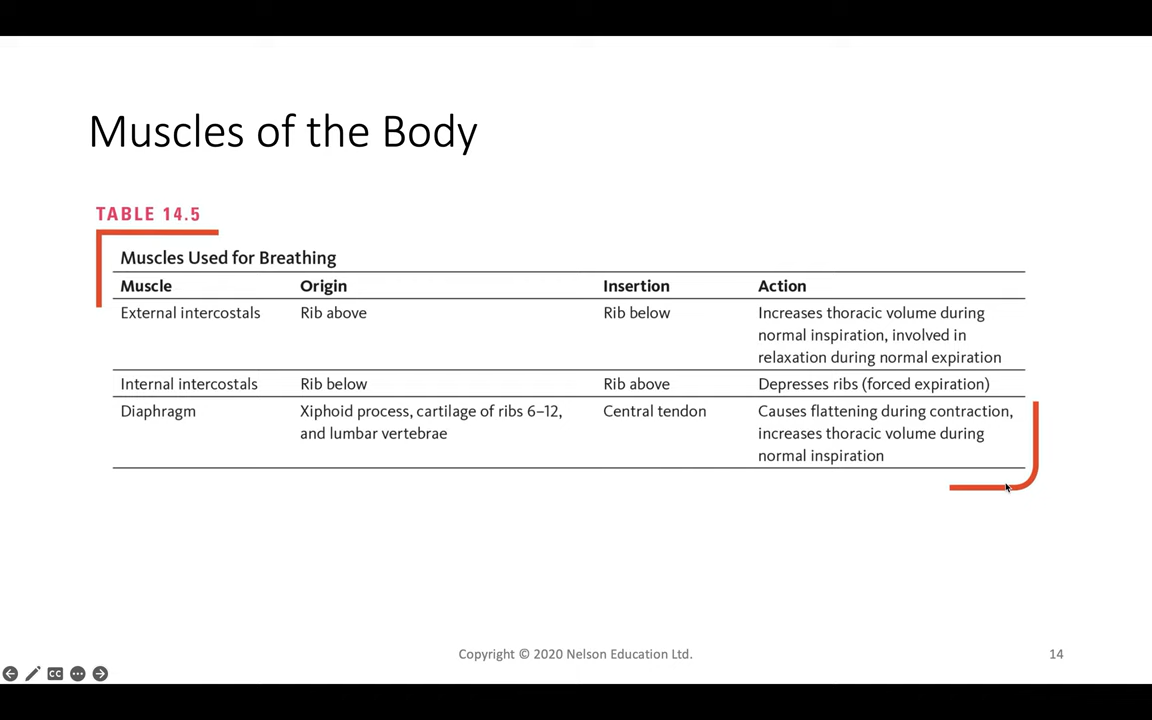 Muscles of the Body
TABLE 14.5
Muscles Used for Breathing
Muscle Origin Insertion Action
External intercostals Rib above Rib below Increases thoracic volume during
normal inspiration, involved in
relaxation during normal expiration
Internal intercostals Rib below Rib above Depresses ribs (forced expiration)
Diaphragm Xiphoid process, cartilage of ribs 6–12, Central tendon Causes flattening during contraction,
and lumbar vertebrae increases thoracic volume during
normal inspiration
Copyright © 2020 Nelson Education Ltd. 14
CC